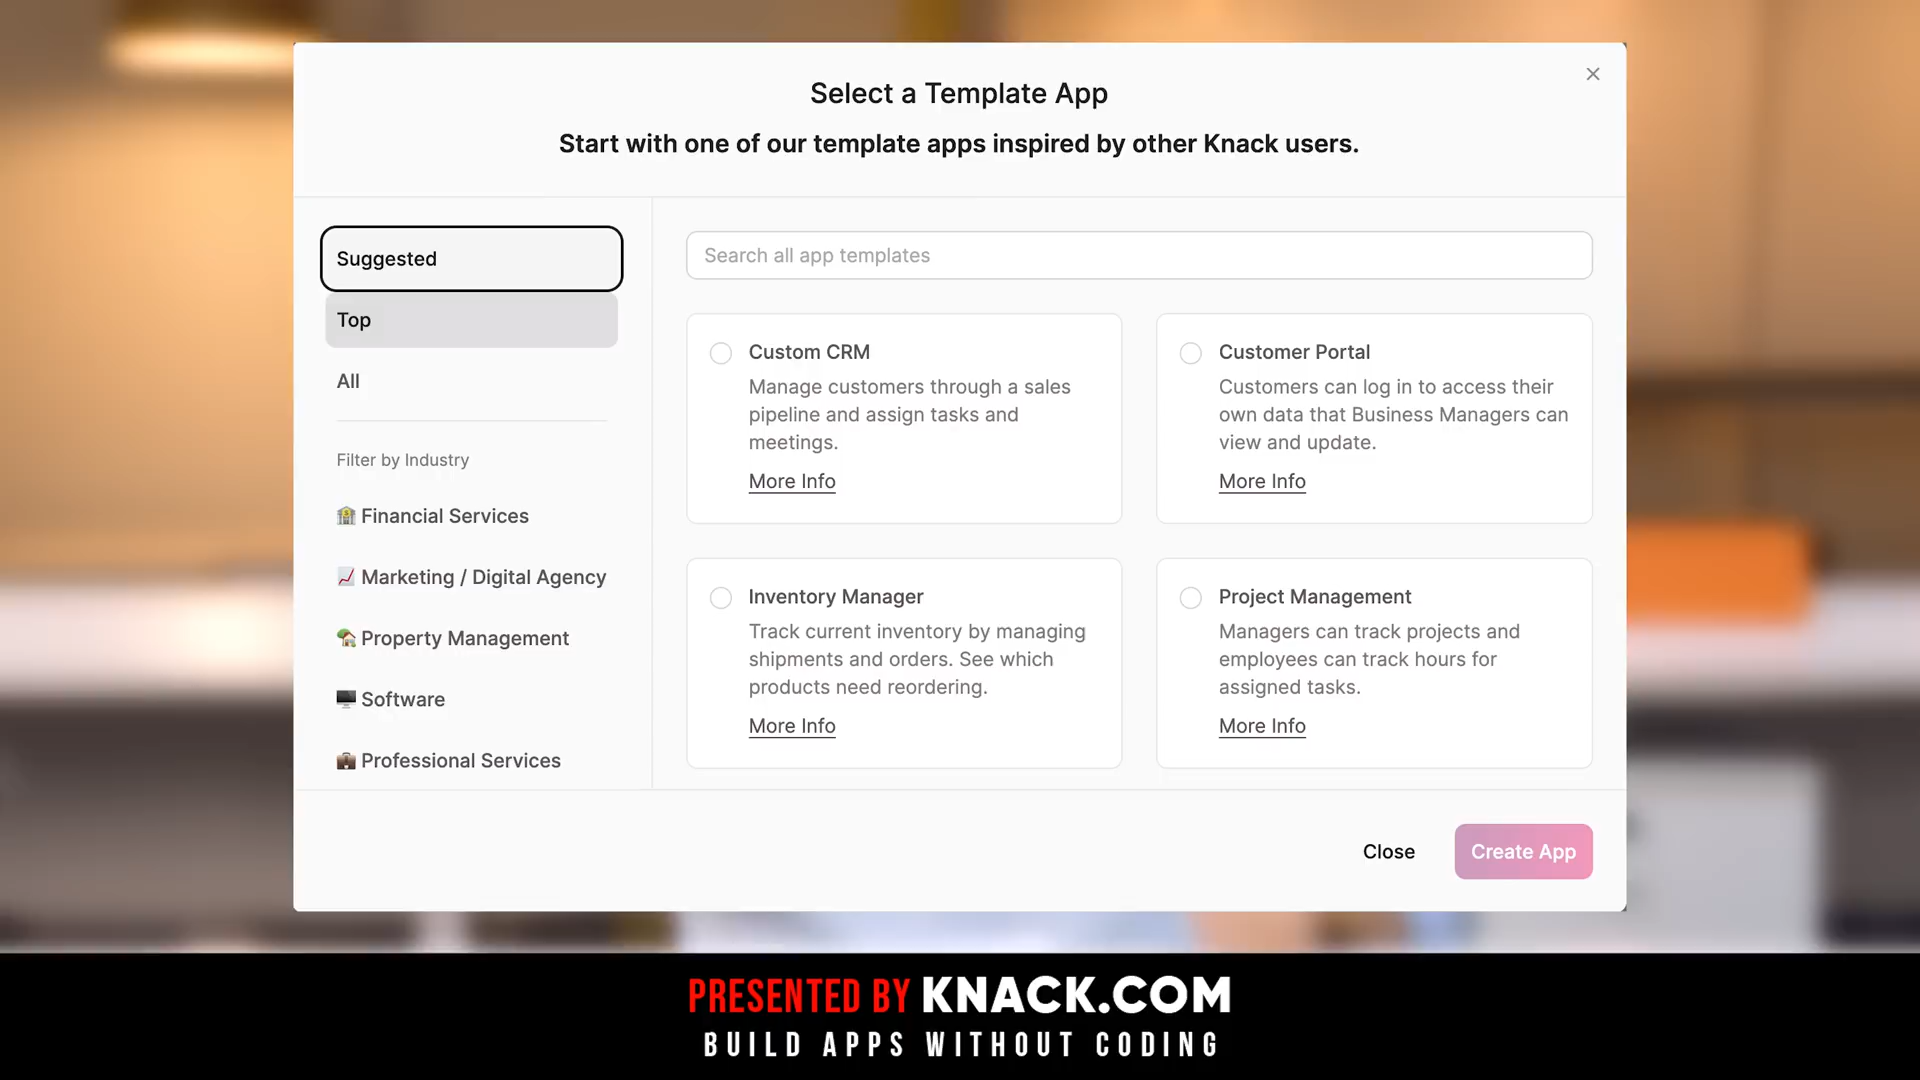 Select a Template App
Start with one of our template apps inspired by other Knack users.
Suggested
Top
All
Filter by Industry
Financial Services
Marketing / Digital Agency
Property Management
Software
Professional Services
Search all app templates
Custom CRM
Manage customers through a sales
pipeline and assign tasks and
meetings.
More Info
Customer Portal
Customers can log in to access their
own data that Business Managers can
view and update.
More Info
Inventory Manager
Track current inventory by managing
shipments and orders. See which
products need reordering.
More Info
Project Management
Managers can track projects and
employees can track hours for
assigned tasks.
More Info
Close
Create App
PRESENTED BY KNACK.COM
BUILD APPS WITHOUT CODING